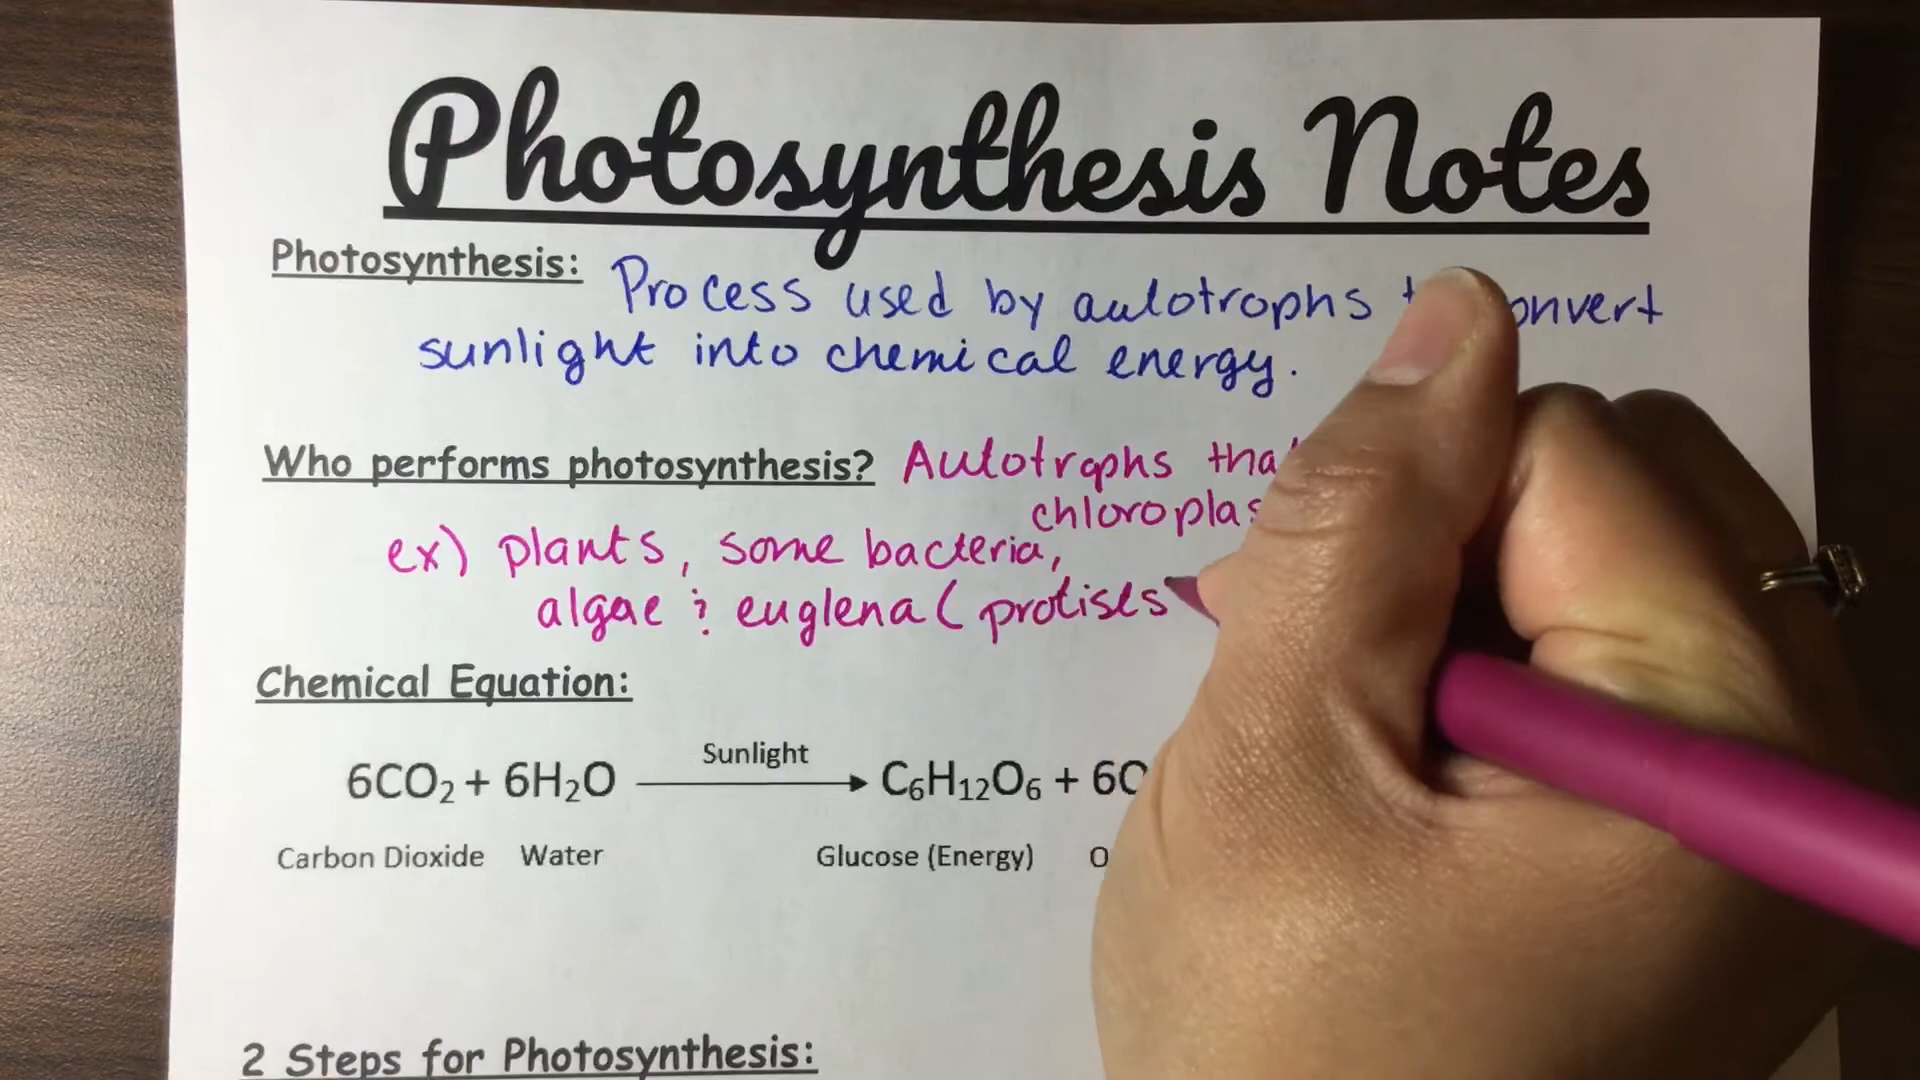 Photosynthesis Notes
Photosynthesis: Process used by autotrophs onvert
sunlight into chemical energy.
Who performs photosynthesis? Autotrophs tha
chloroplas
ex) plants, some bacteria,
algae & euglena (protists
Chemical Equation:
Sunlight
6CO₂ + 6H₂O ⟶ C₆H₁₂O₆ + 6O
Carbon Dioxide Water Glucose (Energy) O
2 Steps for Photosynthesis: